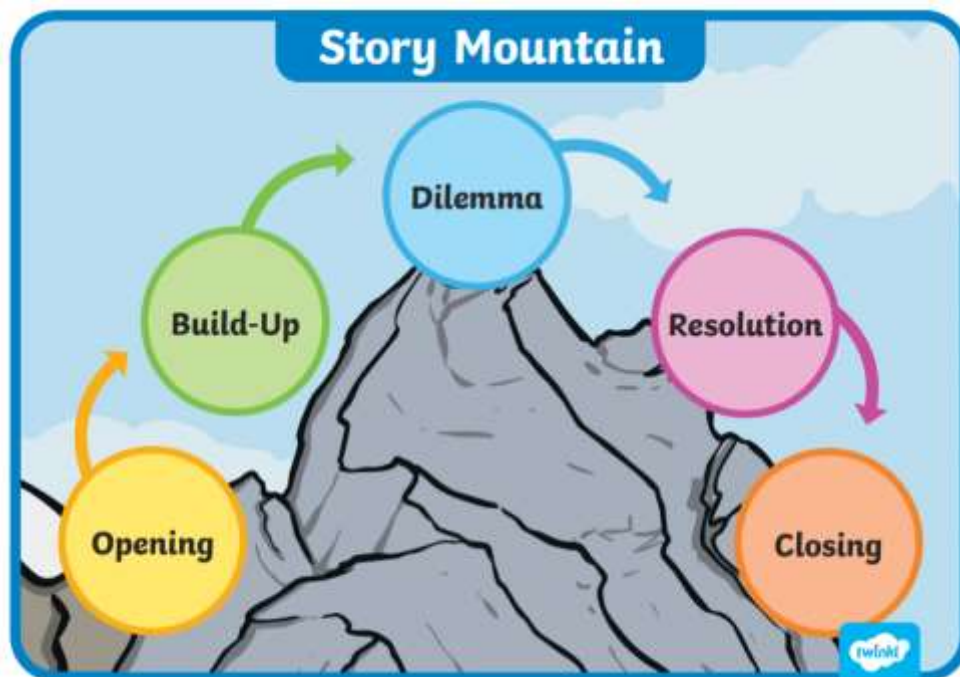 Story Mountain
Dilemma
Build-Up
Resolution
Opening
Closing
twinkl